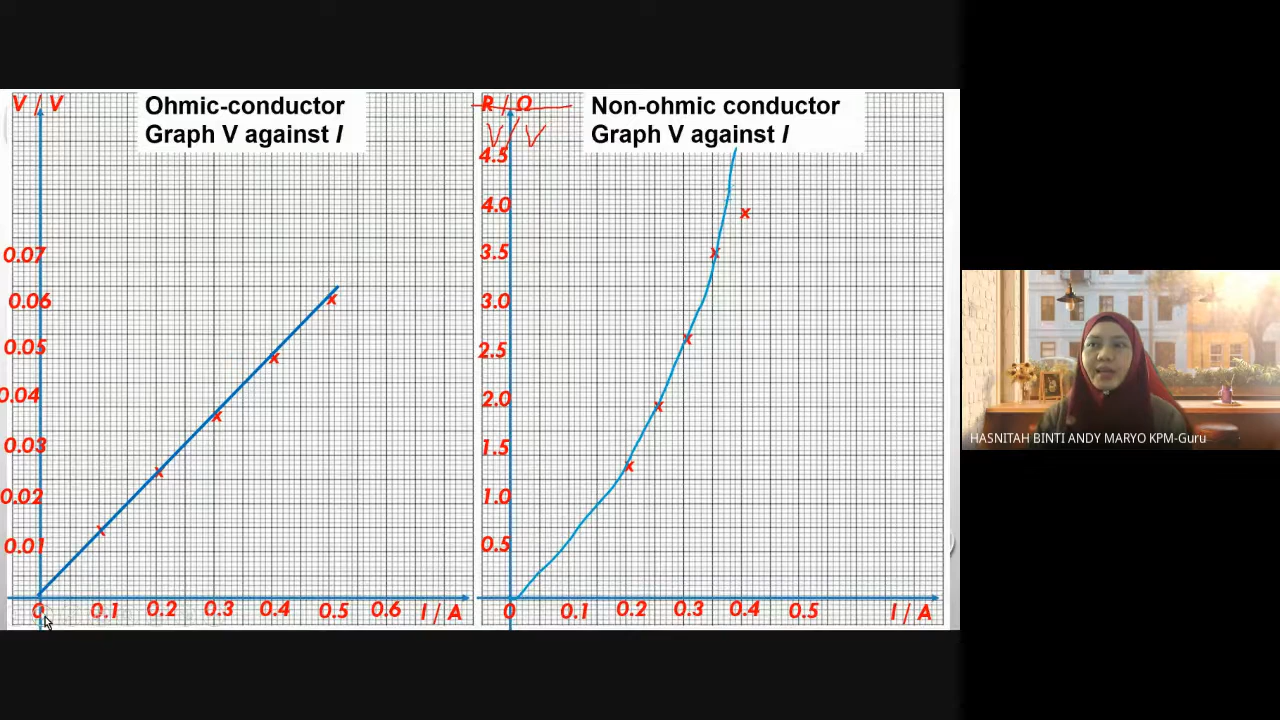 V / V
Ohmic-conductor
Graph V against I
0.07
0.06
0.05
0.04
0.03
0.02
0.01
0 0.1 0.2 0.3 0.4 0.5 0.6 I / A
R / Ω
V / V
Non-ohmic conductor
Graph V against I
4.5
4.0
3.5
3.0
2.5
2.0
1.5
1.0
0.5
0 0.1 0.2 0.3 0.4 0.5 I / A
HASNITAH BINTI ANDY MARYO KPM-Guru